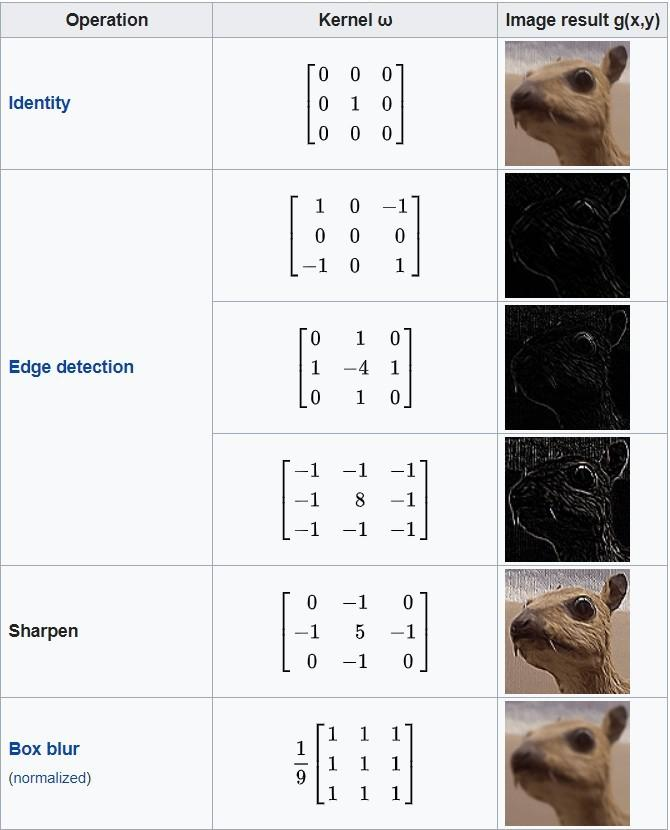 Operation Kernel ω Image result g(x,y)
Identity
0 0 0
0 1 0
0 0 0
Edge detection
1 0 −1
0 0 0
−1 0 1
0 1 0
1 −4 1
0 1 0
−1 −1 −1
−1 8 −1
−1 −1 −1
Sharpen
0 −1 0
−1 5 −1
0 −1 0
Box blur
(normalized)
1
9
1 1 1
1 1 1
1 1 1